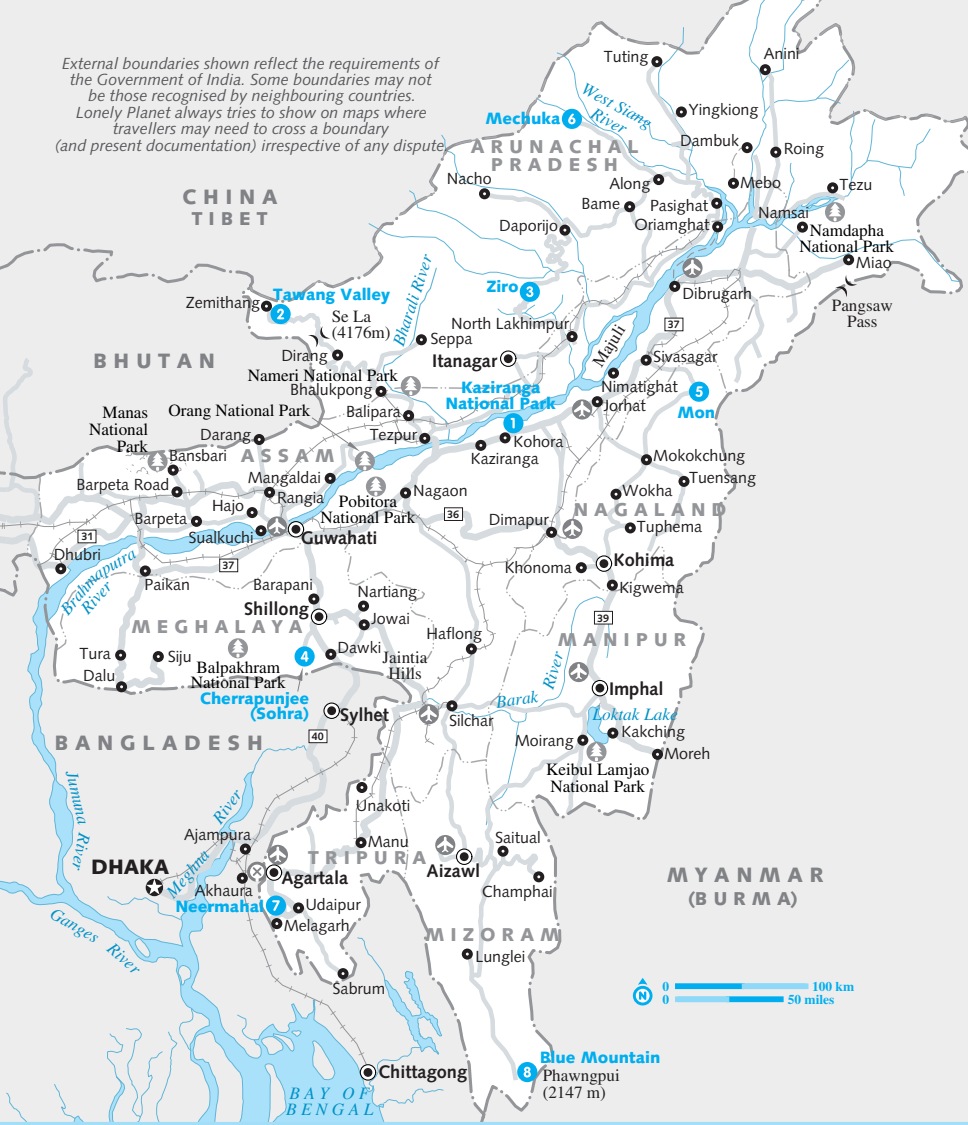 External boundaries shown reflect the requirements of
the Government of India. Some boundaries may not
be those recognised by neighbouring countries.
Lonely Planet always tries to show on maps where
travellers may need to cross a boundary
(and present documentation) irrespective of any dispute.
Tuting
Anini
West Siang
River
Yingkiong
Mechuka
6
ARUNACHAL
PRADESH
Dambuk
Roing
Nacho
Along
Mebo
Tezu
CHINA
TIBET
Bame
Pasighat
Namsai
Daporijo
Oriamghat
Namdapha
National Park
Miao
Bharali River
Ziro
3
Dibrugarh
Pangsaw
Pass
Tawang Valley
Zemithang
2
Se La
(4176m)
North Lakhimpur
37
Seppa
Majuli
BHUTAN
Dirang
Itanagar
Sivasagar
Nameri National Park
Bhalukpong
Kaziranga
National Park
1
Nimatighat
5
Mon
Manas
National
Park
Orang National Park
Balipara
Jorhat
Darang
Tezpur
Kohora
Bansbari
ASSAM
Kaziranga
Mokokchung
Barpeta Road
Mangaldai
Tuensang
Rangia
Pobitora
National Park
Nagaon
Wokha
Hajo
NAGALAND
Barpeta
36
Dimapur
Tuphema
31
Sualkuchi
Guwahati
Dhubri
37
Khonoma
Kohima
Brahmaputra
River
Paikan
Barapani
Nartiang
Kigwema
Shillong
Jowai
39
MEGHALAYA
Haflong
MANIPUR
Tura
Siju
4
Dawki
Jaintia
Hills
Balpakhram
National Park
Dalu
Cherrapunjee
(Sohra)
Barak
River
Imphal
Sylhet
Silchar
Loktak Lake
BANGLADESH
40
Moirang
Kakching
Moreh
Keibul Lamjao
National Park
Jumuna River
Unakoti
Meghna
River
Ajampura
Manu
Saitual
DHAKA
TRIPURA
Aizawl
MYANMAR
(BURMA)
Akhaura
Agartala
Champhai
Neermahal
7
Udaipur
Melagarh
Ganges River
MIZORAM
Lunglei
Sabrum
0
100 km
N
0
50 miles
Blue Mountain
8
Phawngpui
(2147 m)
Chittagong
BAY OF
BENGAL